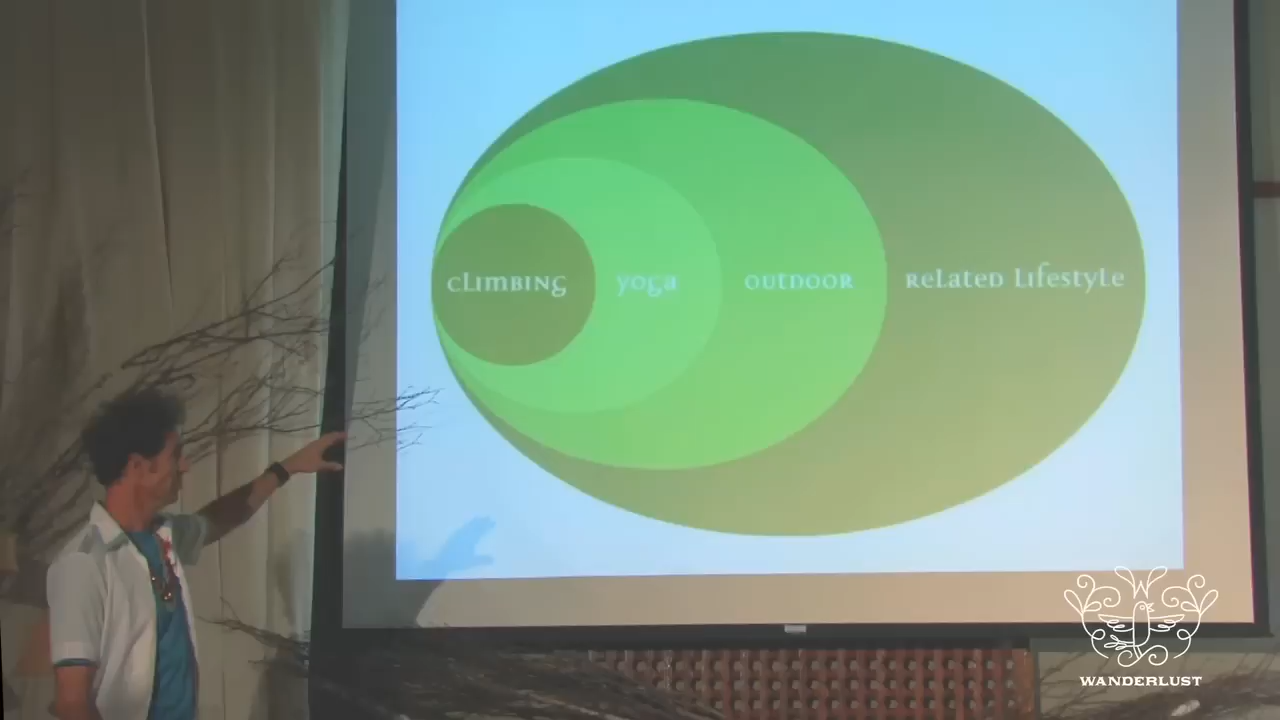 CLIMBING
YOGA
OUTDOOR
RELATED LIFESTYLE
WANDERLUST